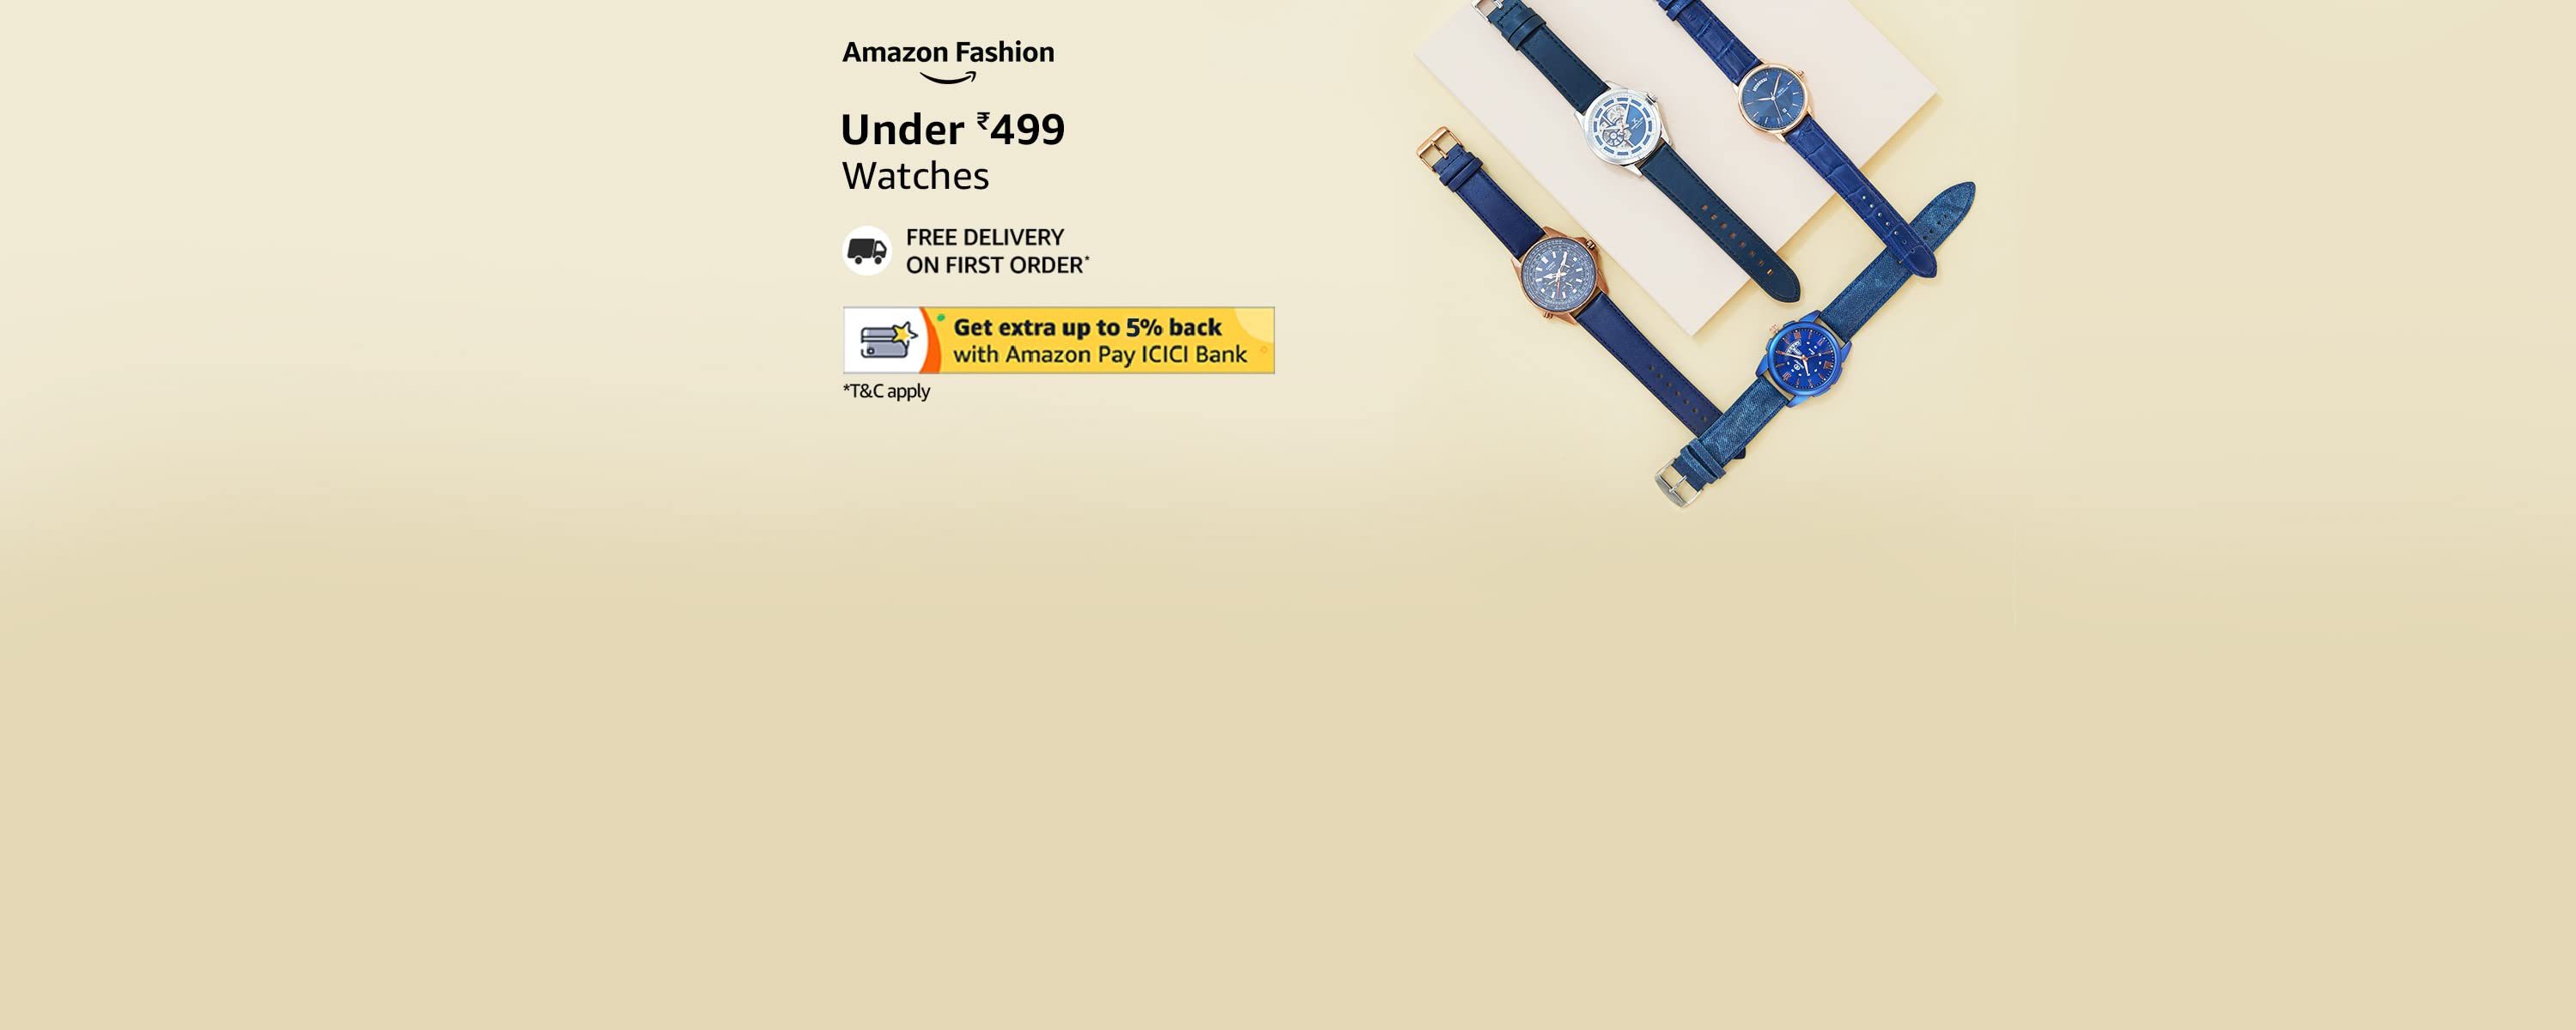 Amazon Fashion
Under ₹499
Watches
FREE DELIVERY
ON FIRST ORDER*
Get extra up to 5% back
with Amazon Pay ICICI Bank
*T&C apply